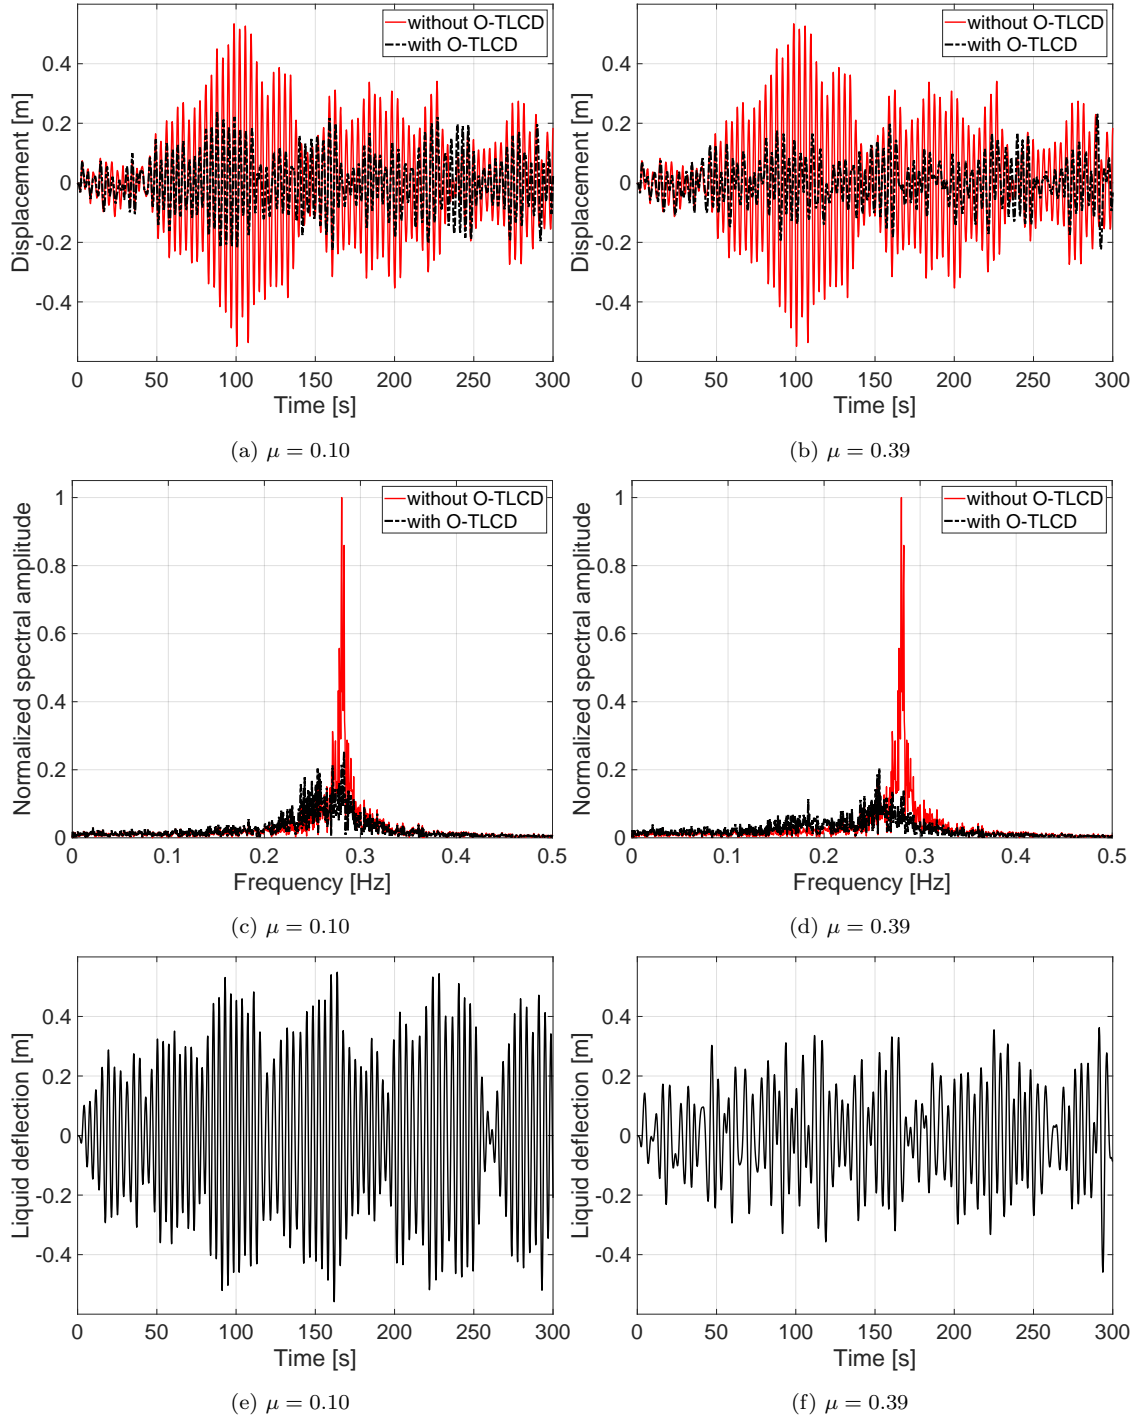 without O-TLCD
with O-TLCD
Displacement [m]
0.4
0.2
0
-0.2
-0.4
0 50 100 150 200 250 300
Time [s]
(a) μ = 0.10
without O-TLCD
with O-TLCD
Displacement [m]
0.4
0.2
0
-0.2
-0.4
0 50 100 150 200 250 300
Time [s]
(b) μ = 0.39
without O-TLCD
with O-TLCD
Normalized spectral amplitude
1
0.8
0.6
0.4
0.2
0
0 0.1 0.2 0.3 0.4 0.5
Frequency [Hz]
(c) μ = 0.10
without O-TLCD
with O-TLCD
Normalized spectral amplitude
1
0.8
0.6
0.4
0.2
0
0 0.1 0.2 0.3 0.4 0.5
Frequency [Hz]
(d) μ = 0.39
Liquid deflection [m]
0.4
0.2
0
-0.2
-0.4
0 50 100 150 200 250 300
Time [s]
(e) μ = 0.10
Liquid deflection [m]
0.4
0.2
0
-0.2
-0.4
0 50 100 150 200 250 300
Time [s]
(f) μ = 0.39